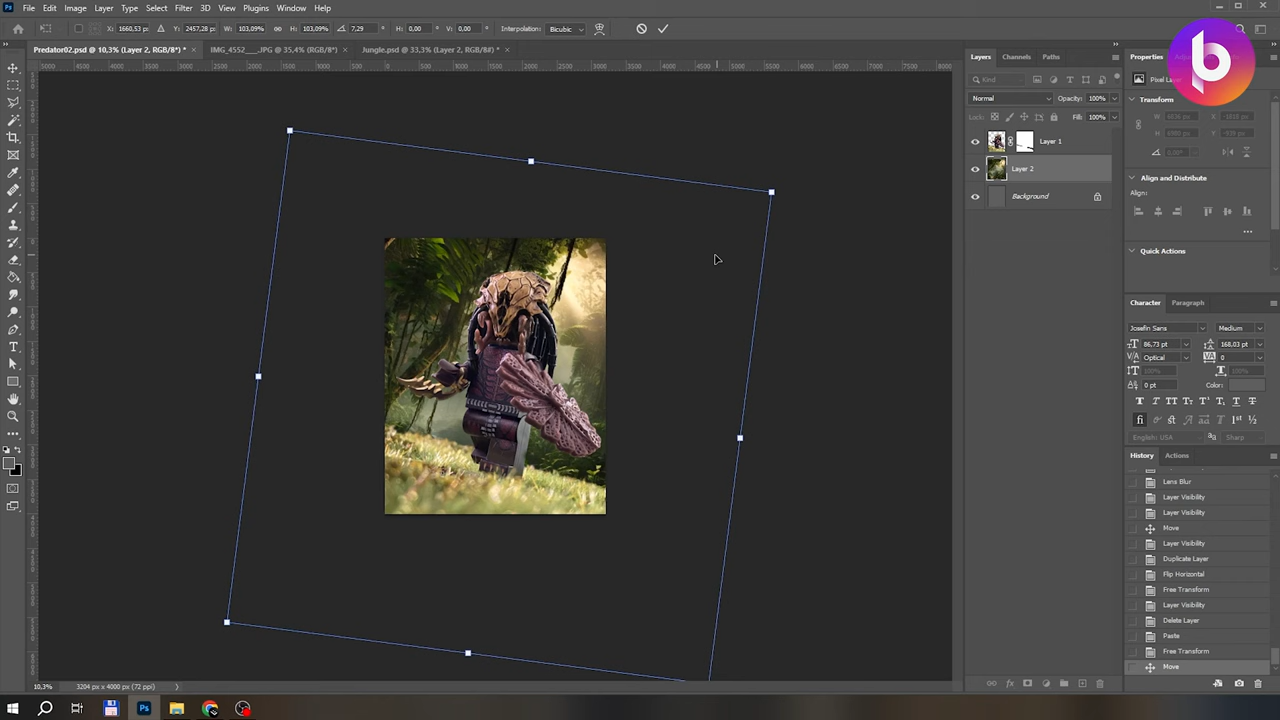 Ps File Edit Image Layer Type Select Filter 3D View Plugins Window Help
X: 1660,53 px Y: 2457,28 px W: 103,09% H: 103,09% 7,29 H: 0,00 V: 0,00 Interpolation: Bicubic
Predator02.psd @ 10,3% (Layer 2, RGB/8*) * × IMG_4552___.JPG @ 35,4% (RGB/8*) × Jungle.psd @ 33,3% (Layer 2, RGB/8#) * ×
Layers Channels Paths
Kind
Normal Opacity: 100%
Lock: Fill: 100%
Layer 1
Layer 2
Background
Properties
Pixel Layer
Transform
Align and Distribute
Align:
Quick Actions
Character Paragraph
Josefin Sans Medium
86,73 pt 168,03 pt
Optical 0
100% 100%
0 pt Color:
English: USA Sharp
History Actions
Lens Blur
Layer Visibility
Layer Visibility
Move
Layer Visibility
Duplicate Layer
Flip Horizontal
Free Transform
Layer Visibility
Delete Layer
Paste
Free Transform
Move
10,3% 3204 px x 4000 px (72 ppi)
Ps
b